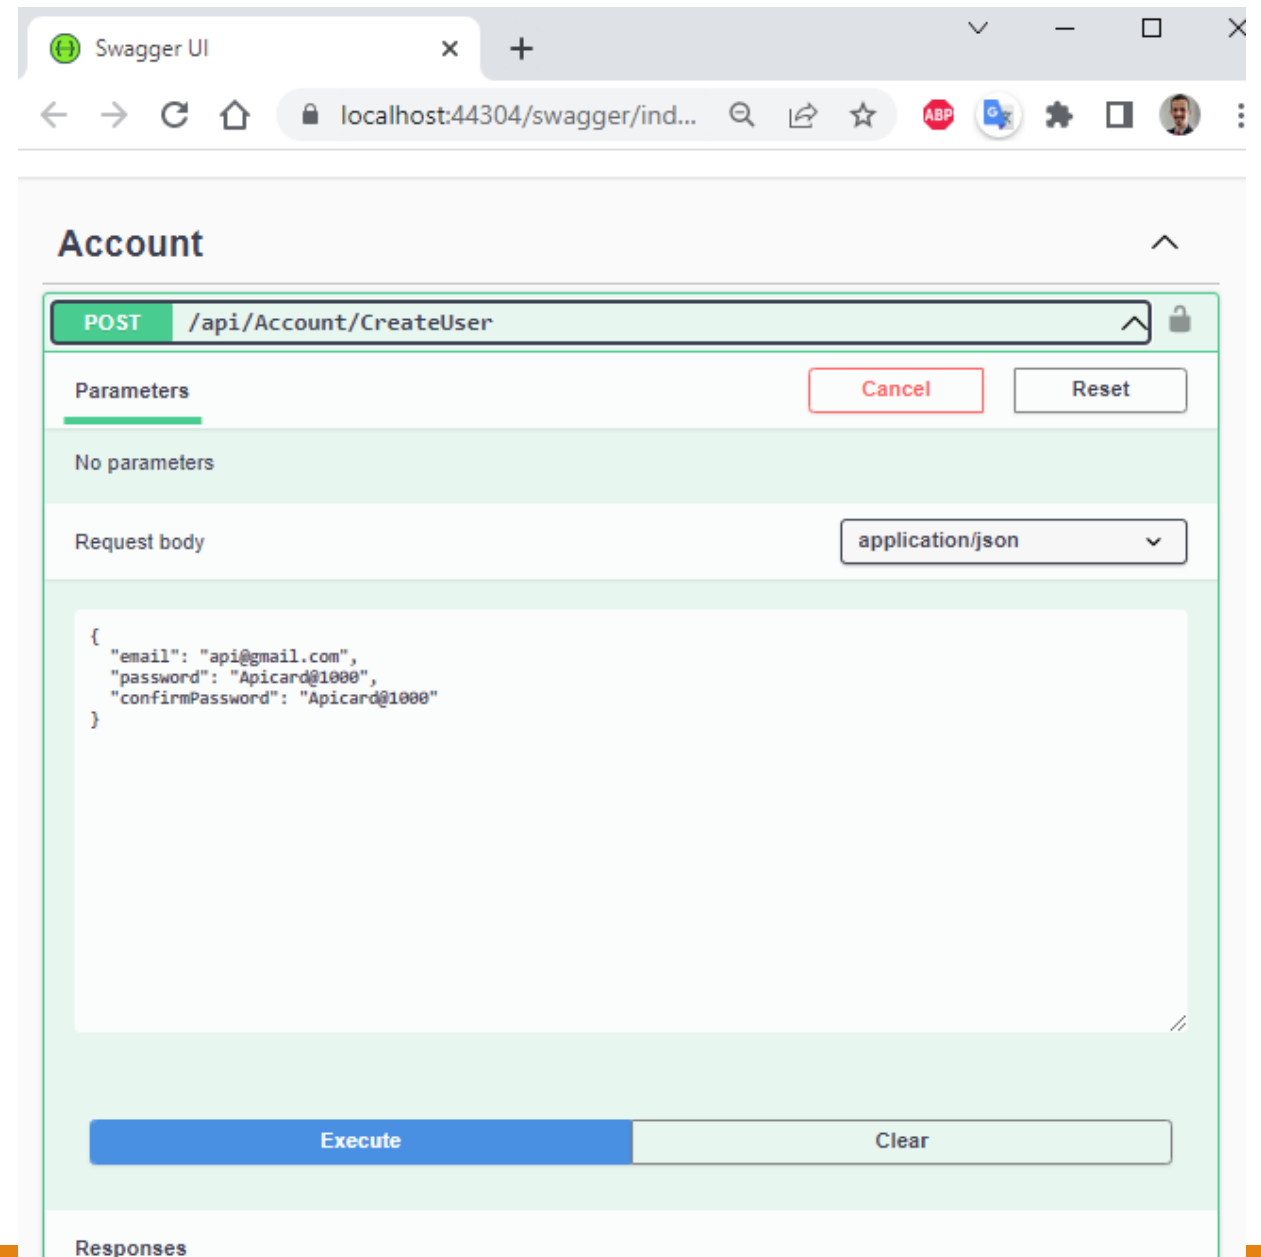 Swagger UI
localhost:44304/swagger/ind...
ABP
Account
POST /api/Account/CreateUser
Parameters
Cancel
Reset
No parameters
Request body
application/json
{
"email": "api@gmail.com",
"password": "Apicard@1000",
"confirmPassword": "Apicard@1000"
}
Execute
Clear
Responses